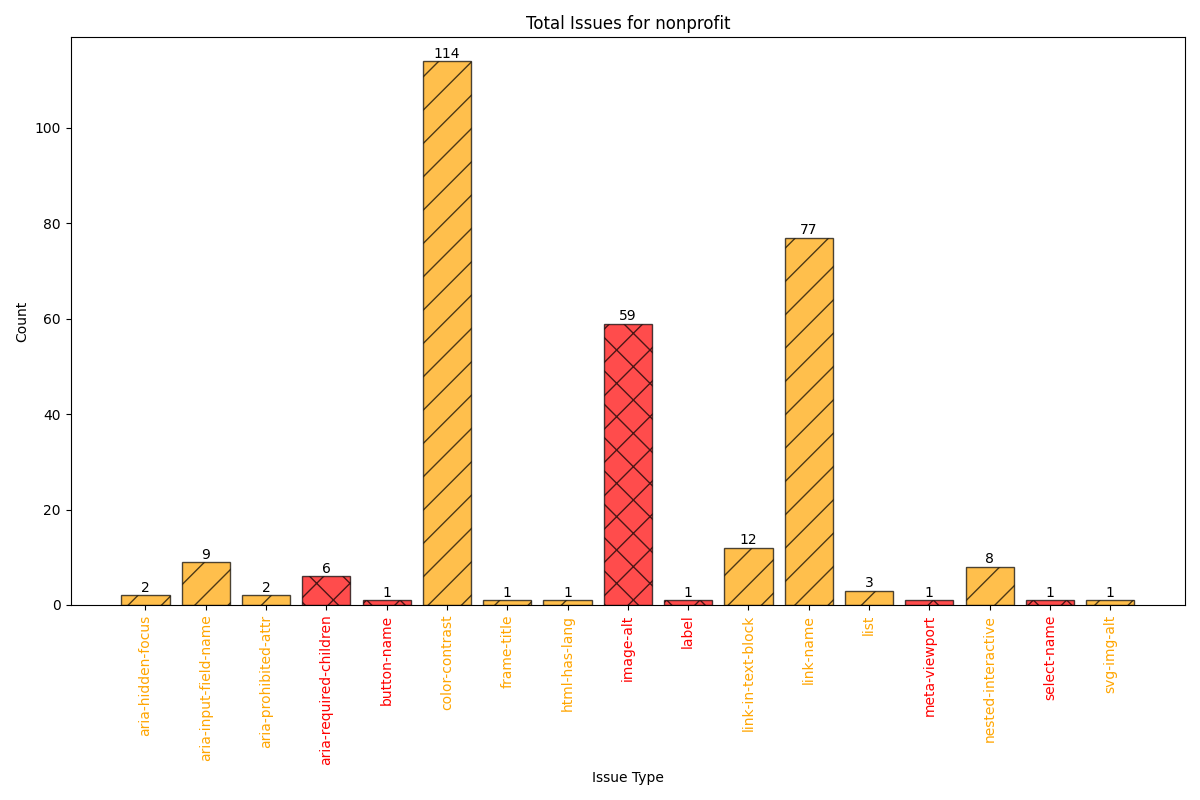 Total Issues for nonprofit
Count
100
80
60
40
20
0
2
9
2
6
1
114
1
1
59
1
12
77
3
1
8
1
1
aria-hidden-focus
aria-input-field-name
aria-prohibited-attr
aria-required-children
button-name
color-contrast
frame-title
html-has-lang
image-alt
label
link-in-text-block
link-name
list
meta-viewport
nested-interactive
select-name
svg-img-alt
Issue Type